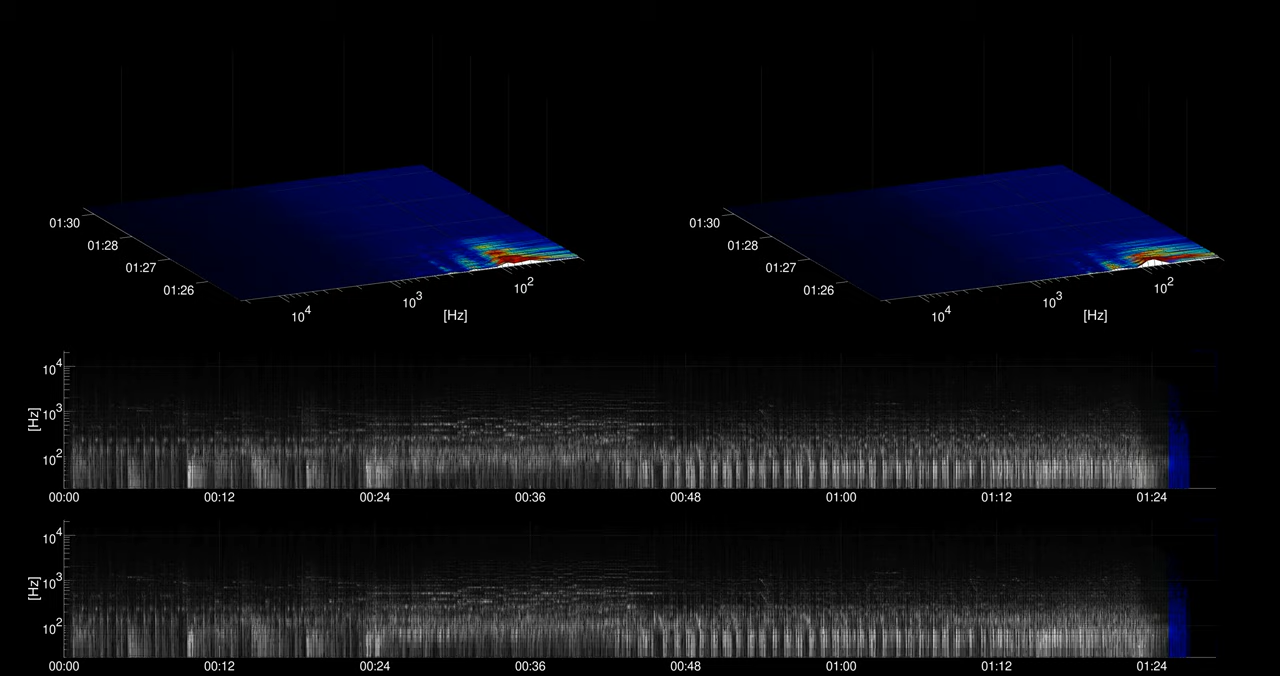 01:30 01:30
01:28 01:28
01:27 01:27
01:26 01:26
10^2 10^2
10^3 10^3
10^4 10^4
[Hz] [Hz]
10^4
10^3
[Hz]
10^2
00:00 00:12 00:24 00:36 00:48 01:00 01:12 01:24
10^4
10^3
[Hz]
10^2
00:00 00:12 00:24 00:36 00:48 01:00 01:12 01:24